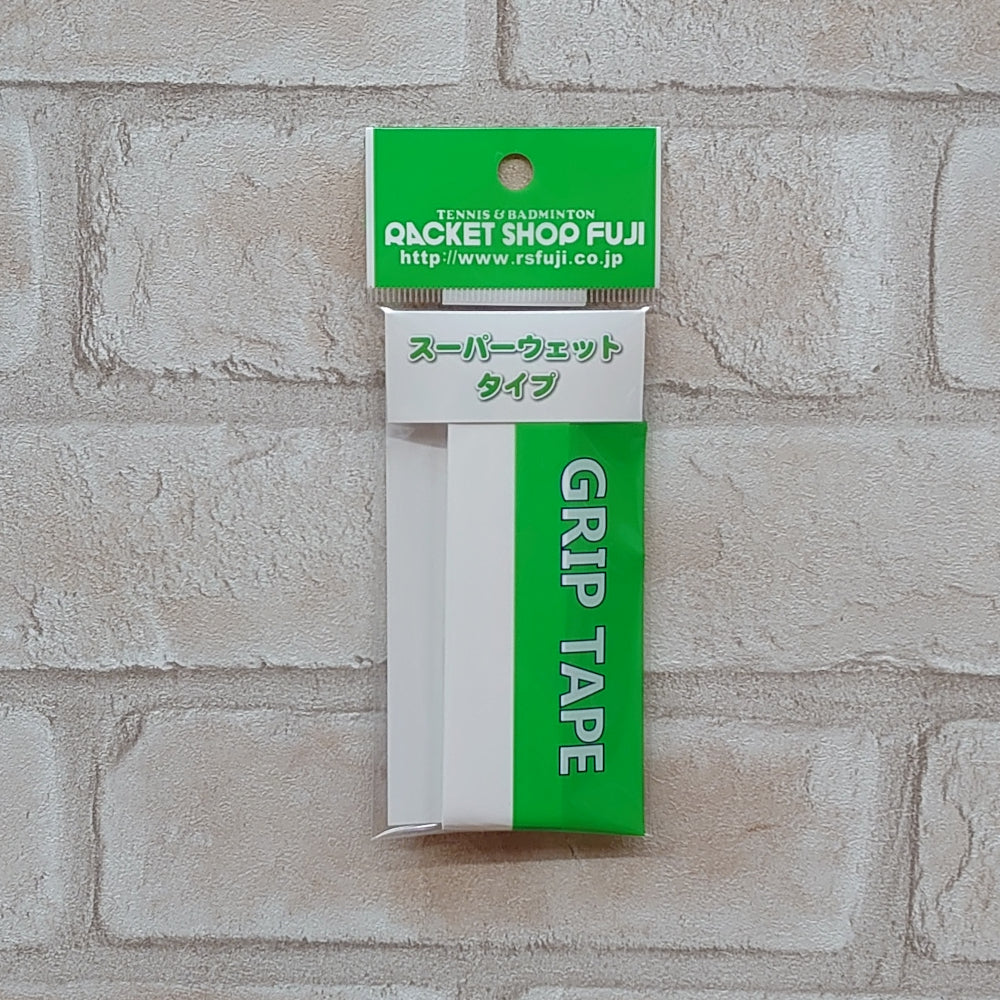 TENNIS & BADMINTON
RACKET SHOP FUJI
http://www.rsfuji.co.jp
スーパーウェット
タイプ
GRIP TAPE